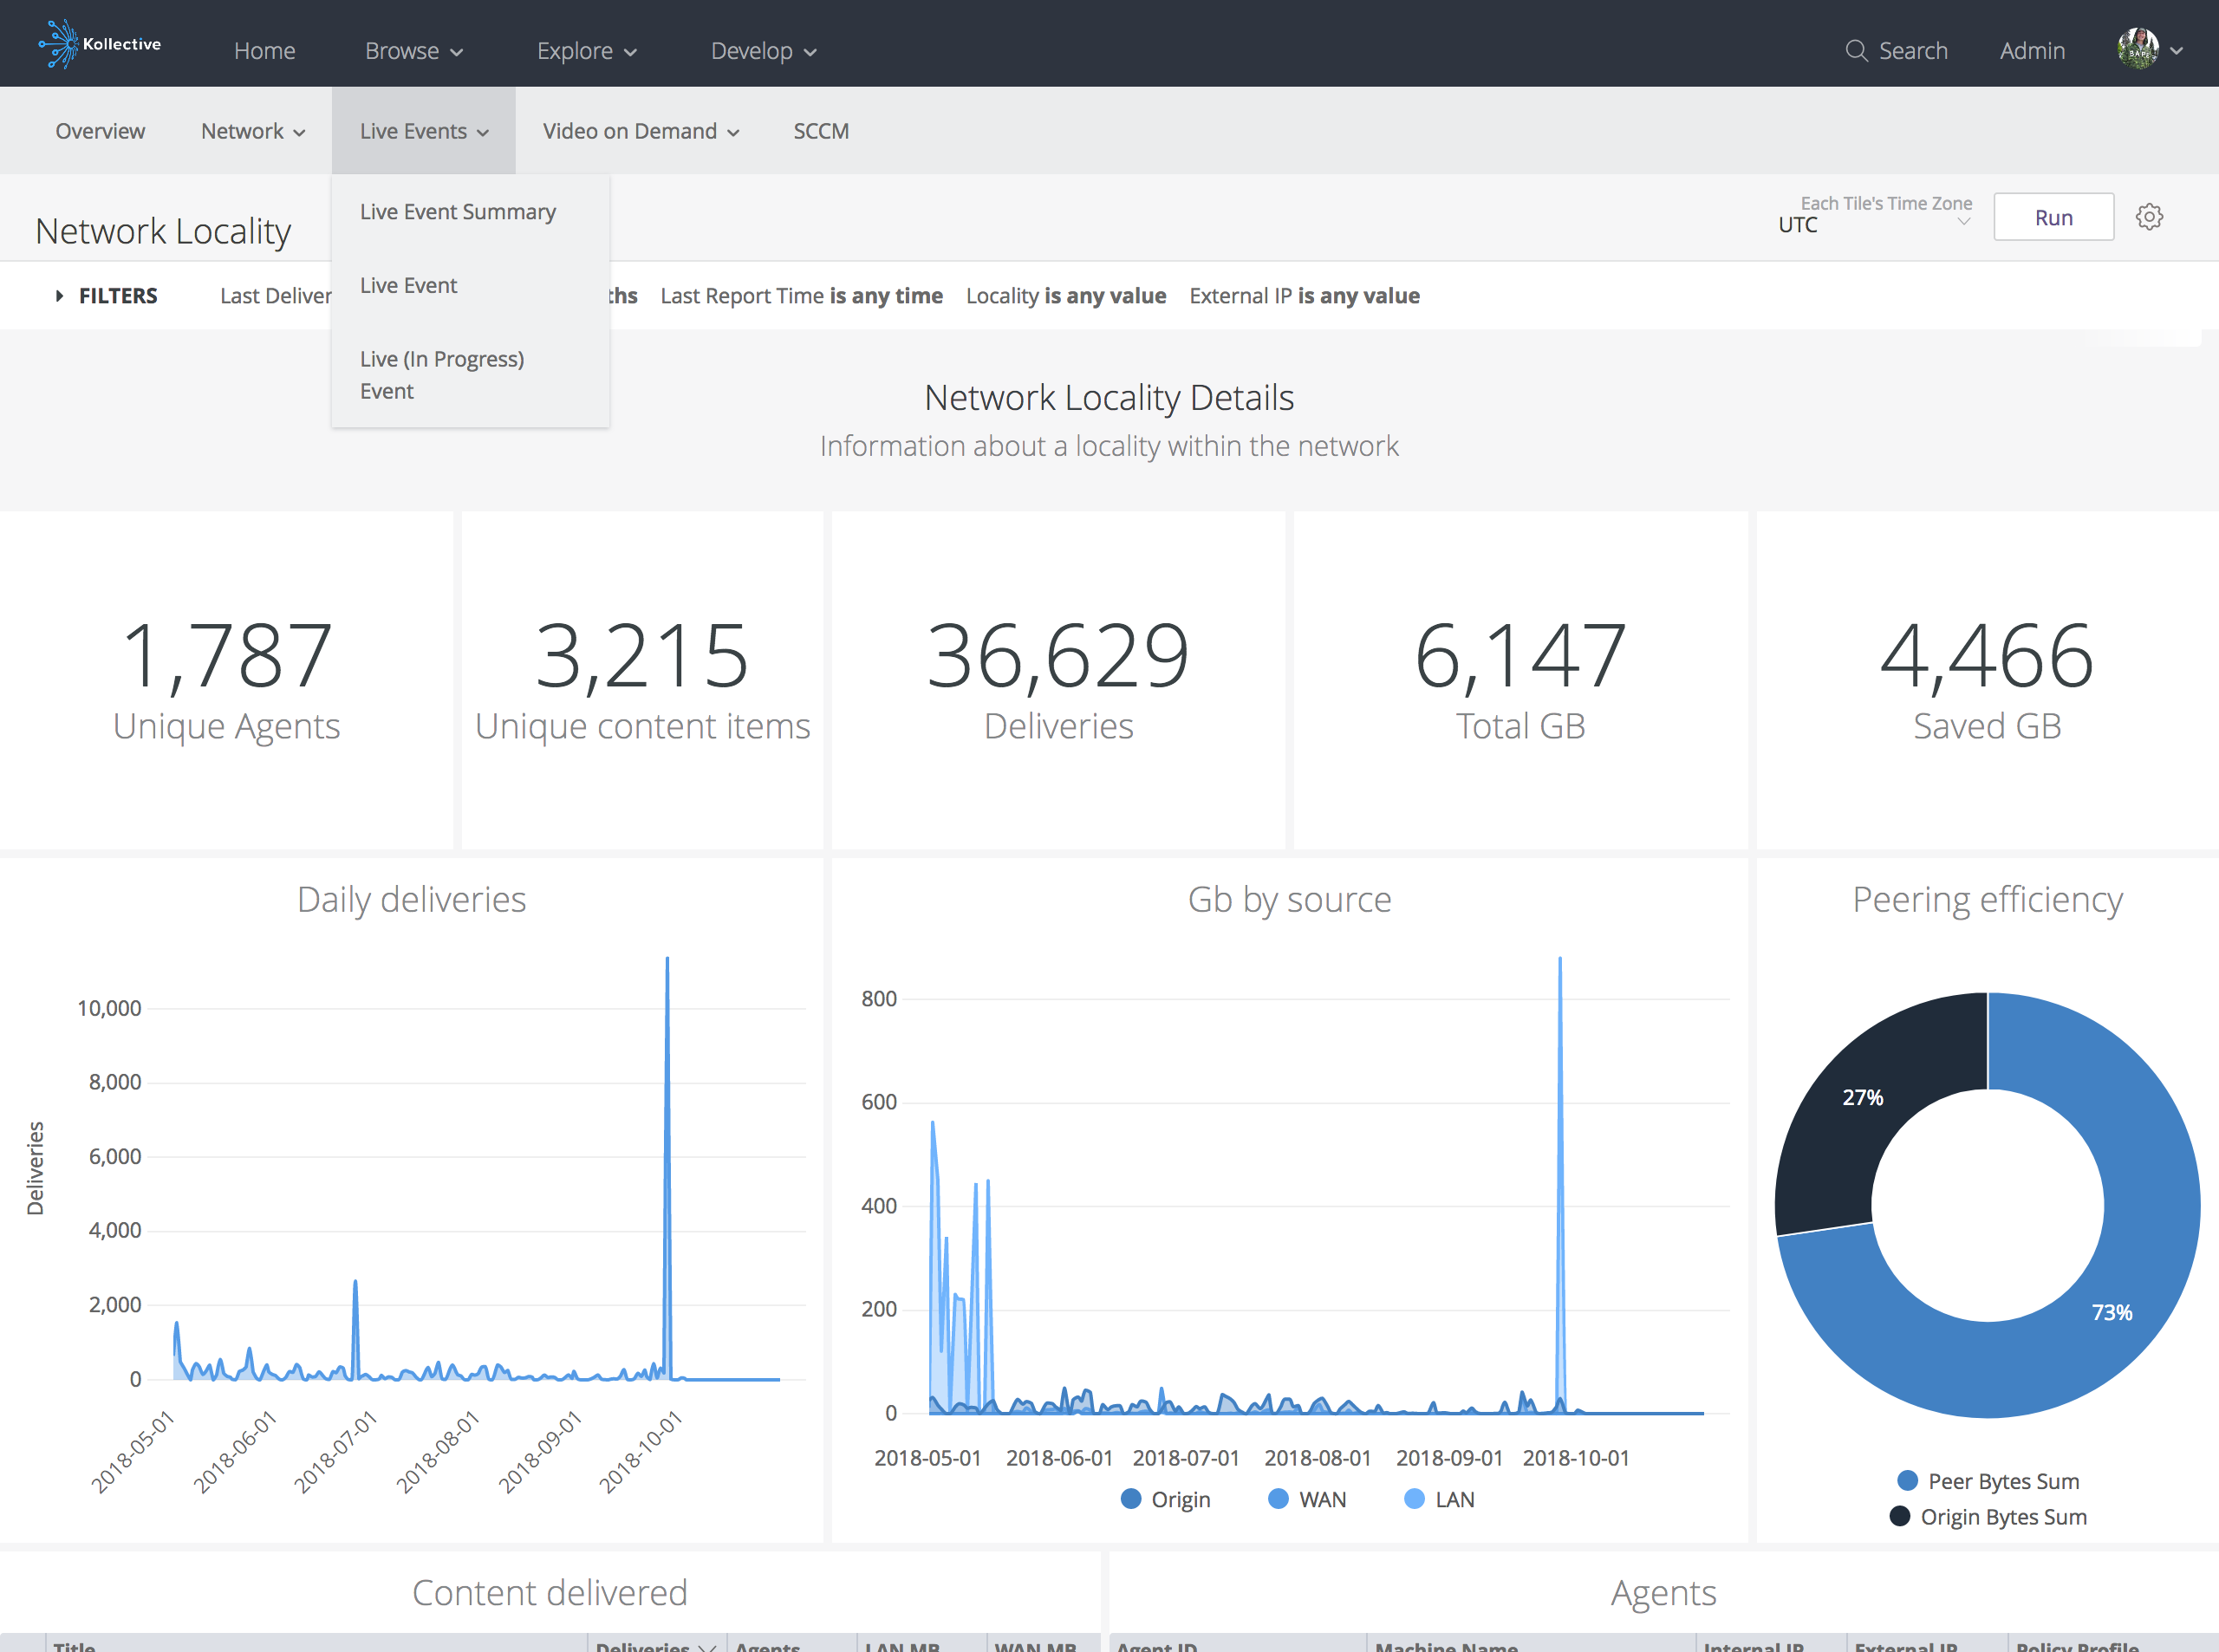 Kollective
Home
Browse
Explore
Develop
Search
Admin
Overview
Network
Live Events
Video on Demand
SCCM
Live Event Summary
Live Event
Live (In Progress)
Event
Network Locality
Each Tile's Time Zone
UTC
Run
FILTERS
Last Deliver
ths
Last Report Time is any time
Locality is any value
External IP is any value
Network Locality Details
Information about a locality within the network
1,787
Unique Agents
3,215
Unique content items
36,629
Deliveries
6,147
Total GB
4,466
Saved GB
Daily deliveries
Deliveries
10,000
8,000
6,000
4,000
2,000
0
2018-05-01
2018-06-01
2018-07-01
2018-08-01
2018-09-01
2018-10-01
Gb by source
800
600
400
200
0
2018-05-01
2018-06-01
2018-07-01
2018-08-01
2018-09-01
2018-10-01
Origin
WAN
LAN
Peering efficiency
27%
73%
Peer Bytes Sum
Origin Bytes Sum
Content delivered
Title
Deliveries
Agents
LAN MB
WAN MB
Agents
Agent ID
Machine Name
Internal IP
External IP
Policy Profile